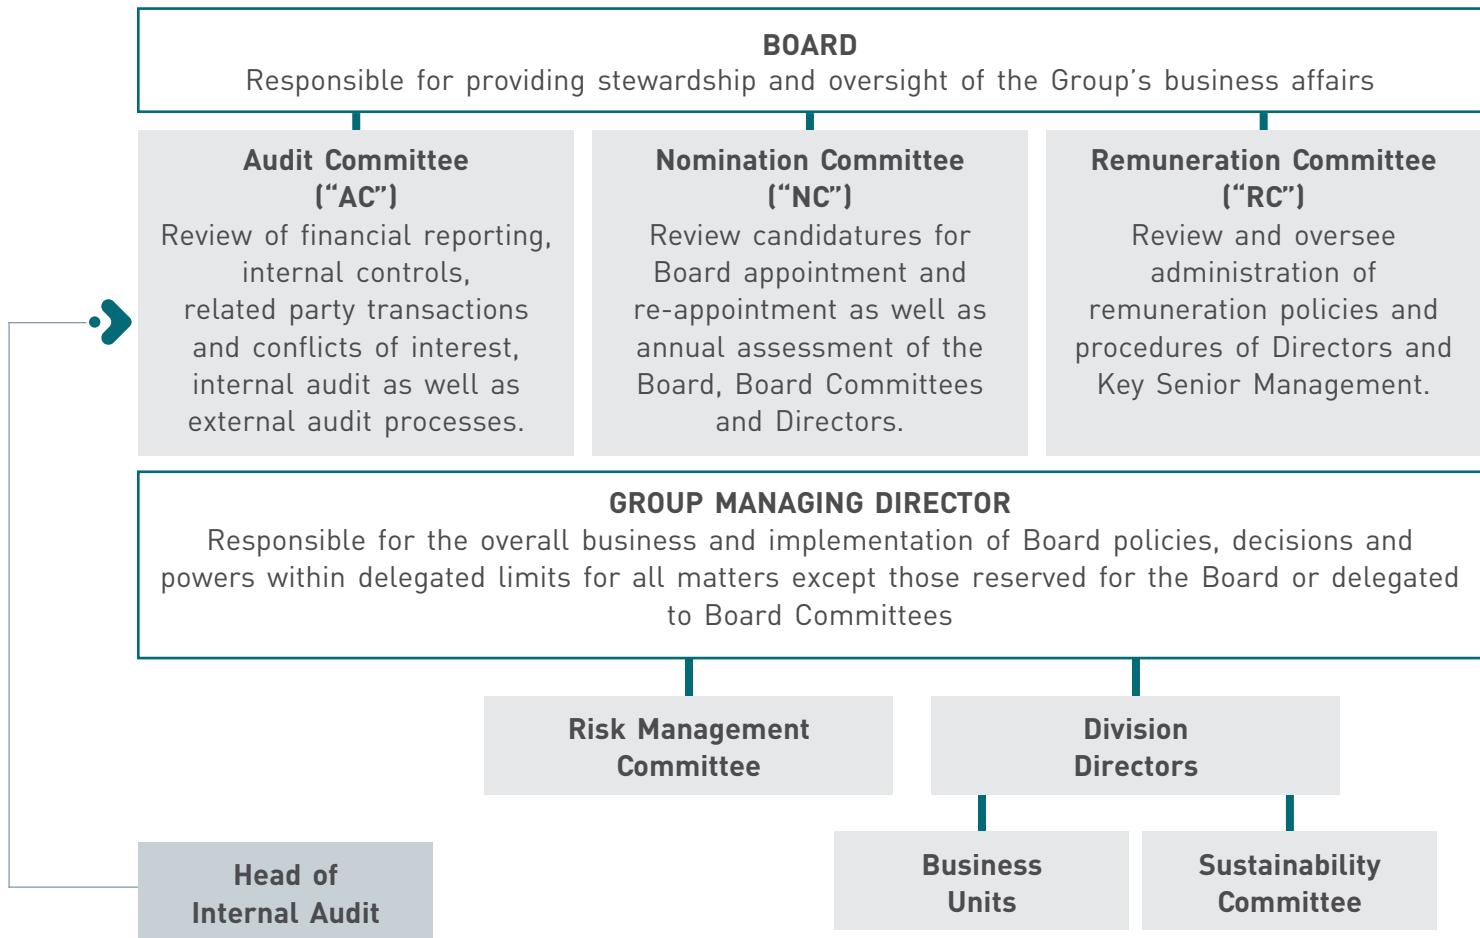 BOARD
Responsible for providing stewardship and oversight of the Group’s business affairs
Audit Committee
(“AC”)
Review of financial reporting,
internal controls,
related party transactions
and conflicts of interest,
internal audit as well as
external audit processes.
Nomination Committee
(“NC”)
Review candidatures for
Board appointment and
re-appointment as well as
annual assessment of the
Board, Board Committees
and Directors.
Remuneration Committee
(“RC”)
Review and oversee
administration of
remuneration policies and
procedures of Directors and
Key Senior Management.
GROUP MANAGING DIRECTOR
Responsible for the overall business and implementation of Board policies, decisions and
powers within delegated limits for all matters except those reserved for the Board or delegated
to Board Committees
Risk Management
Committee
Division
Directors
Business
Units
Sustainability
Committee
Head of
Internal Audit